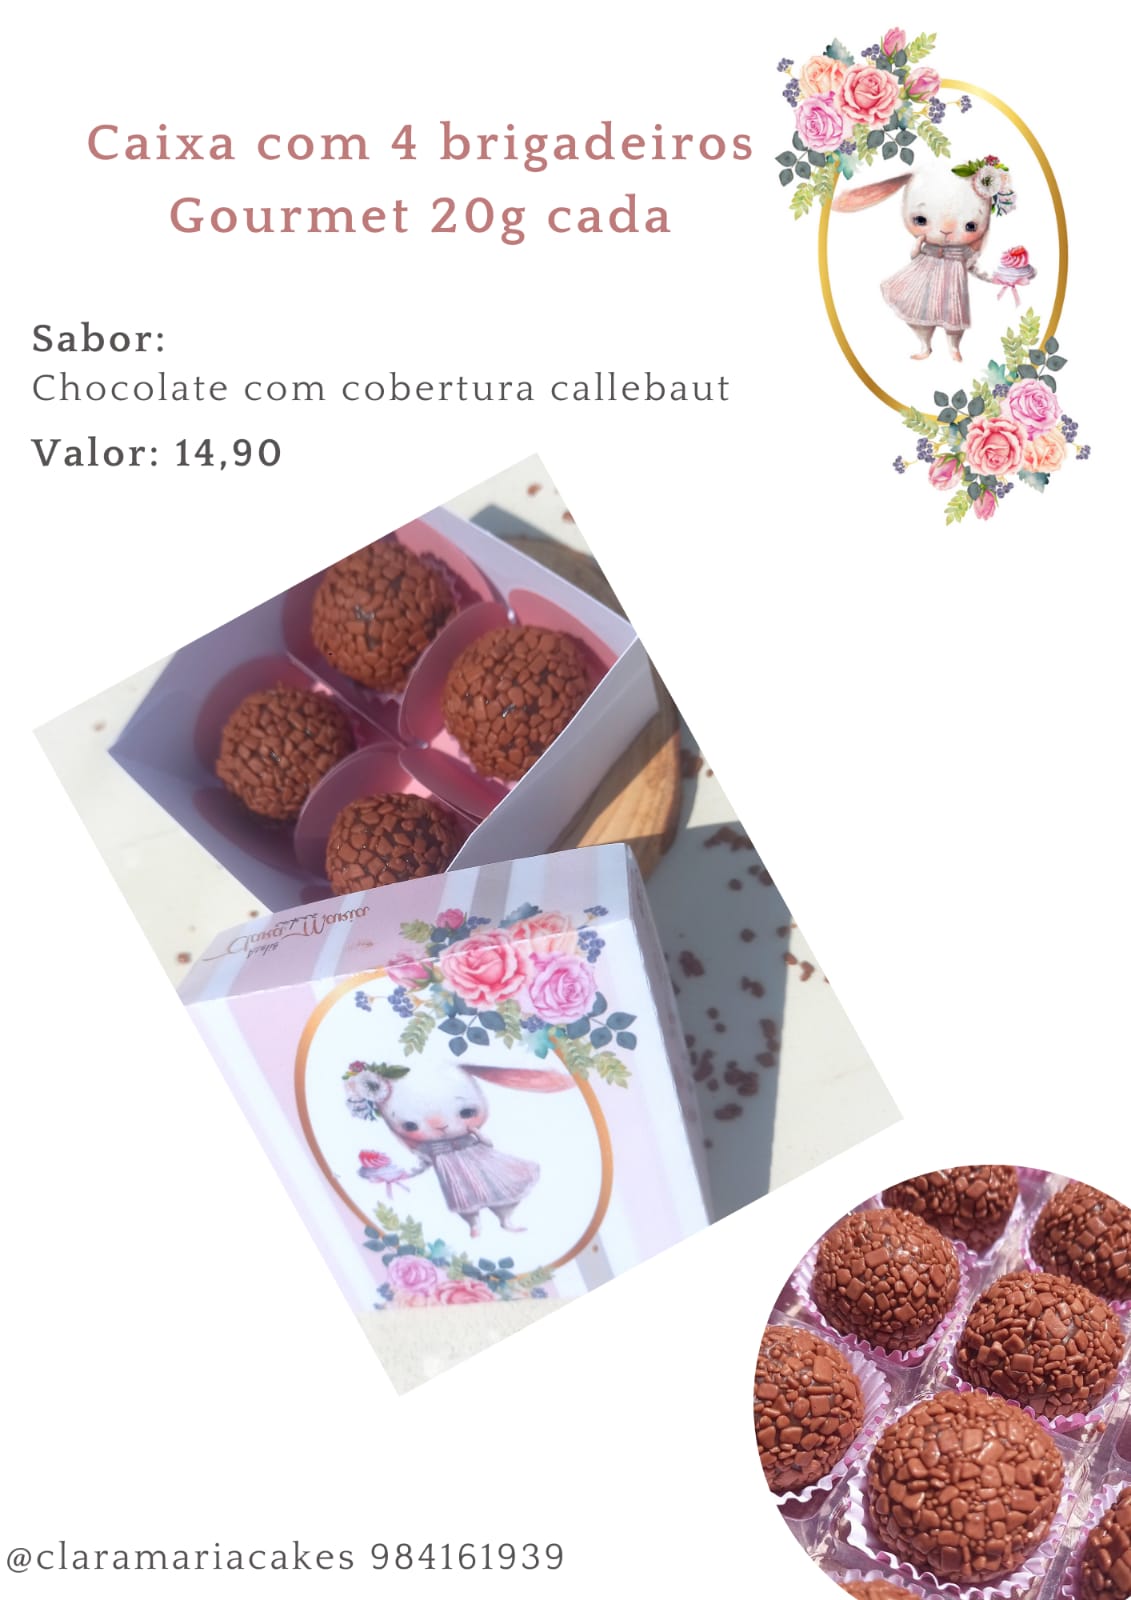 Caixa com 4 brigadeiros
Gourmet 20g cada
Sabor:
Chocolate com cobertura callebaut
Valor: 14,90
Clara Maria
@claramariacakes 984161939